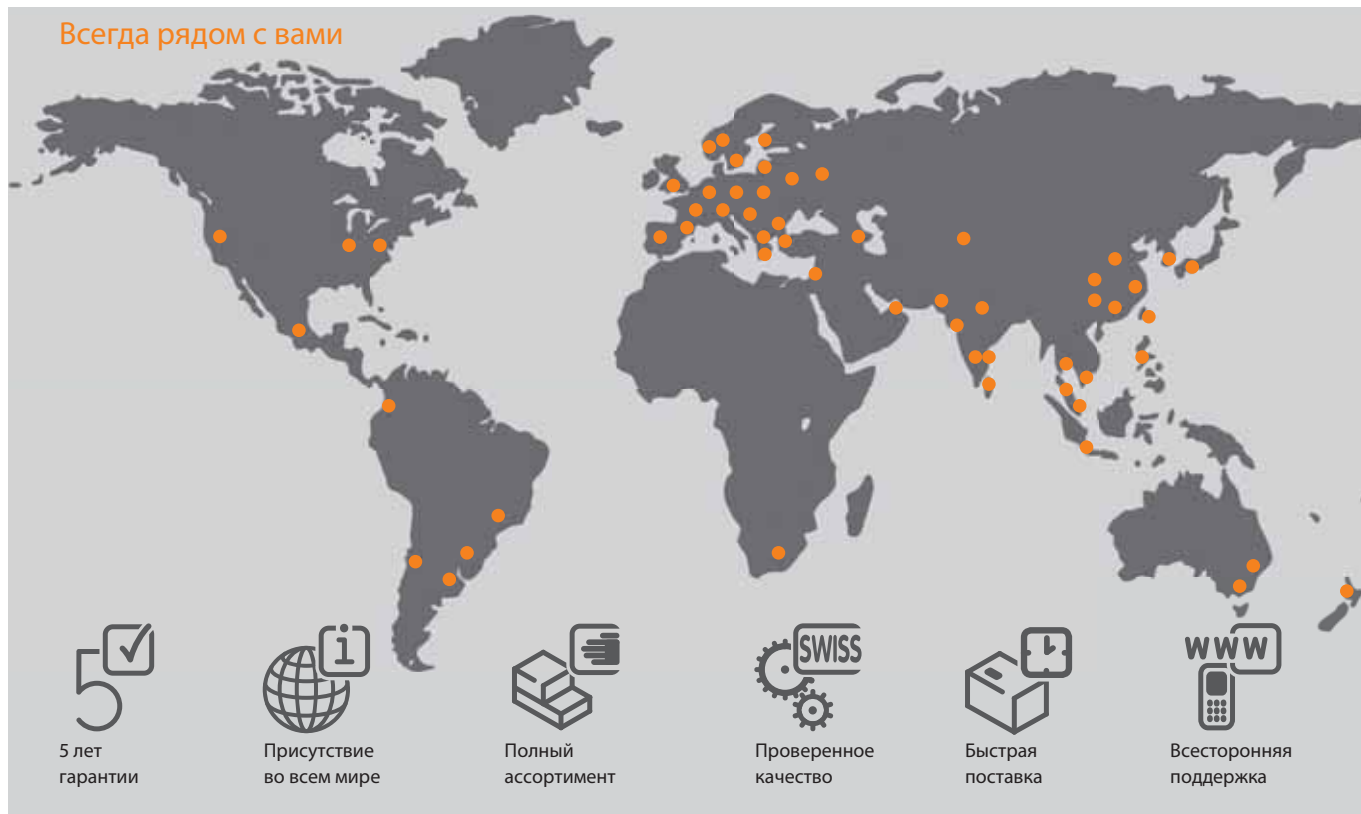 Всегда рядом с вами
5
i
SWISS
www
5 лет
гарантии
Присутствие
во всем мире
Полный
ассортимент
Проверенное
качество
Быстрая
поставка
Всесторонняя
поддержка